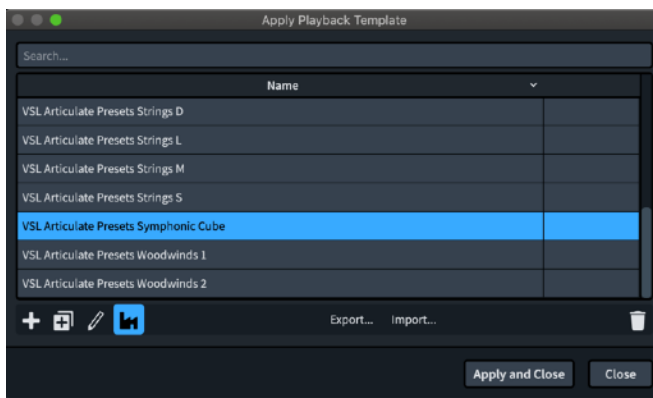 Apply Playback Template
Search...
Name
VSL Articulate Presets Strings D
VSL Articulate Presets Strings L
VSL Articulate Presets Strings M
VSL Articulate Presets Strings S
VSL Articulate Presets Symphonic Cube
VSL Articulate Presets Woodwinds 1
VSL Articulate Presets Woodwinds 2
Export... Import...
Apply and Close Close